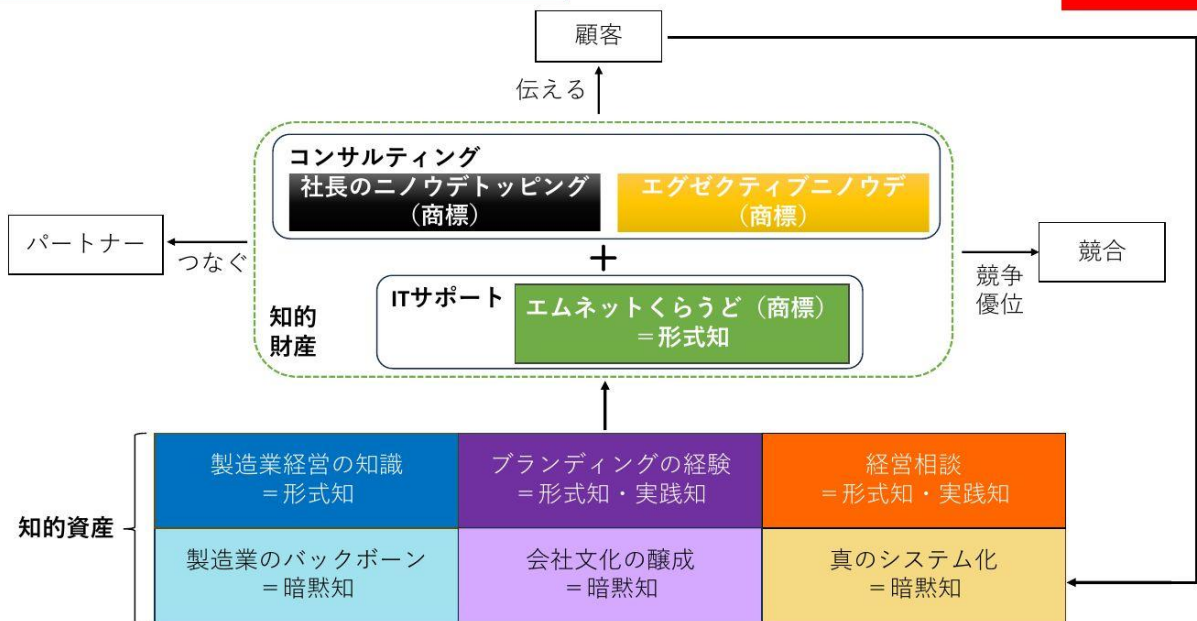 顧客
伝える
コンサルティング
社長のニノウデトッピング
（商標）
エグゼクティブニノウデ
（商標）
パートナー
つなぐ
＋
競合
競争
優位
ITサポート
エムネットくらうど（商標）
＝形式知
知的
財産
製造業経営の知識
＝形式知
ブランディングの経験
＝形式知・実践知
経営相談
＝形式知・実践知
知的資産
製造業のバックボーン
＝暗黙知
会社文化の醸成
＝暗黙知
真のシステム化
＝暗黙知